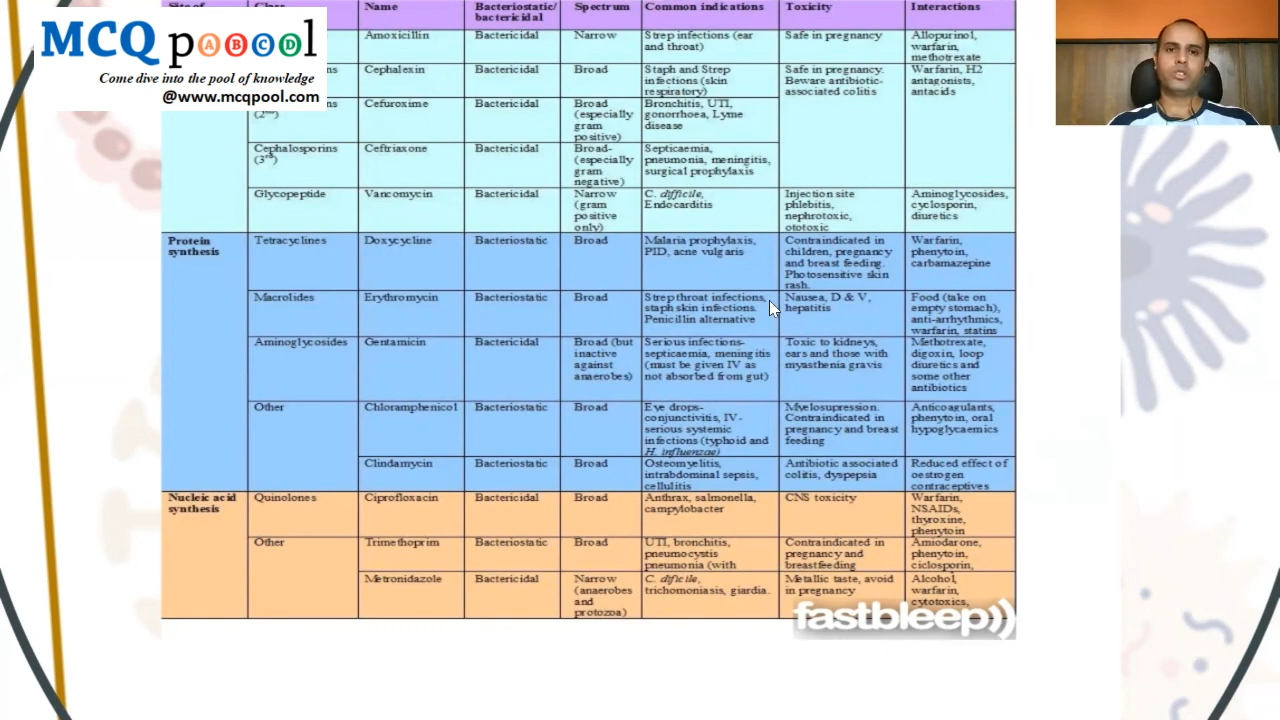 Site of Class Name Bacteriostatic/ Spectrum Common indications Toxicity Interactions
bactericidal
MCQ pABCDl
Come dive into the pool of knowledge
@www.mcqpool.com
Amoxicillin Bactericidal Narrow Strep infections (ear Safe in pregnancy Allopurinol,
and throat) warfarin,
methotrexate
ns Cephalexin Bactericidal Broad Staph and Strep Safe in pregnancy. Warfarin, H2
infections (skin Beware antibiotic- antagonists,
respiratory) associated colitis antacids
ns Cefuroxime Bactericidal Broad Bronchitis, UTI,
(2nd) (especially gonorrhoea, Lyme
gram disease
positive)
Cephalosporins Ceftriaxone Bactericidal Broad- Septicaemia,
(3rd) (especially pneumonia, meningitis,
gram surgical prophylaxis
negative)
Glycopeptide Vancomycin Bactericidal Narrow C. difficile, Injection site Aminoglycosides,
(gram Endocarditis phlebitis, cyclosporin,
positive nephrotoxic, diuretics
only) ototoxic
Protein Tetracyclines Doxycycline Bacteriostatic Broad Malaria prophylaxis, Contraindicated in Warfarin,
synthesis PID, acne vulgaris children, pregnancy phenytoin,
and breast feeding. carbamazepine
Photosensitive skin
rash.
Macrolides Erythromycin Bacteriostatic Broad Strep throat infections, Nausea, D & V, Food (take on
staph skin infections. hepatitis empty stomach),
Penicillin alternative anti-arrhythmics,
warfarin, statins
Aminoglycosides Gentamicin Bactericidal Broad (but Serious infections- Toxic to kidneys, Methotrexate,
inactive septicaemia, meningitis ears and those with digoxin, loop
against (must be given IV as myasthenia gravis diuretics and
anaerobes) not absorbed from gut) some other
antibiotics
Other Chloramphenicol Bacteriostatic Broad Eye drops- Myelosupression. Anticoagulants,
conjunctivitis, IV- Contraindicated in phenytoin, oral
serious systemic pregnancy and breast hypoglycaemics
infections (typhoid and feeding
H. influenzae)
Clindamycin Bacteriostatic Broad Osteomyelitis, Antibiotic associated Reduced effect of
intrabdominal sepsis, colitis, dyspepsia oestrogen
cellulitis contraceptives
Nucleic acid Quinolones Ciprofloxacin Bactericidal Broad Anthrax, salmonella, CNS toxicity Warfarin,
synthesis campylobacter NSAIDs,
thyroxine,
phenytoin
Other Trimethoprim Bacteriostatic Broad UTI, bronchitis, Contraindicated in Amiodarone,
pneumocystis pregnancy and phenytoin,
pneumonia (with breastfeeding ciclosporin,
Metronidazole Bactericidal Narrow C. dificile, Metallic taste, avoid Alcohol,
(anaerobes trichomoniasis, giardia. in pregnancy warfarin,
and cytotoxics,
protozoa)
fastbleep